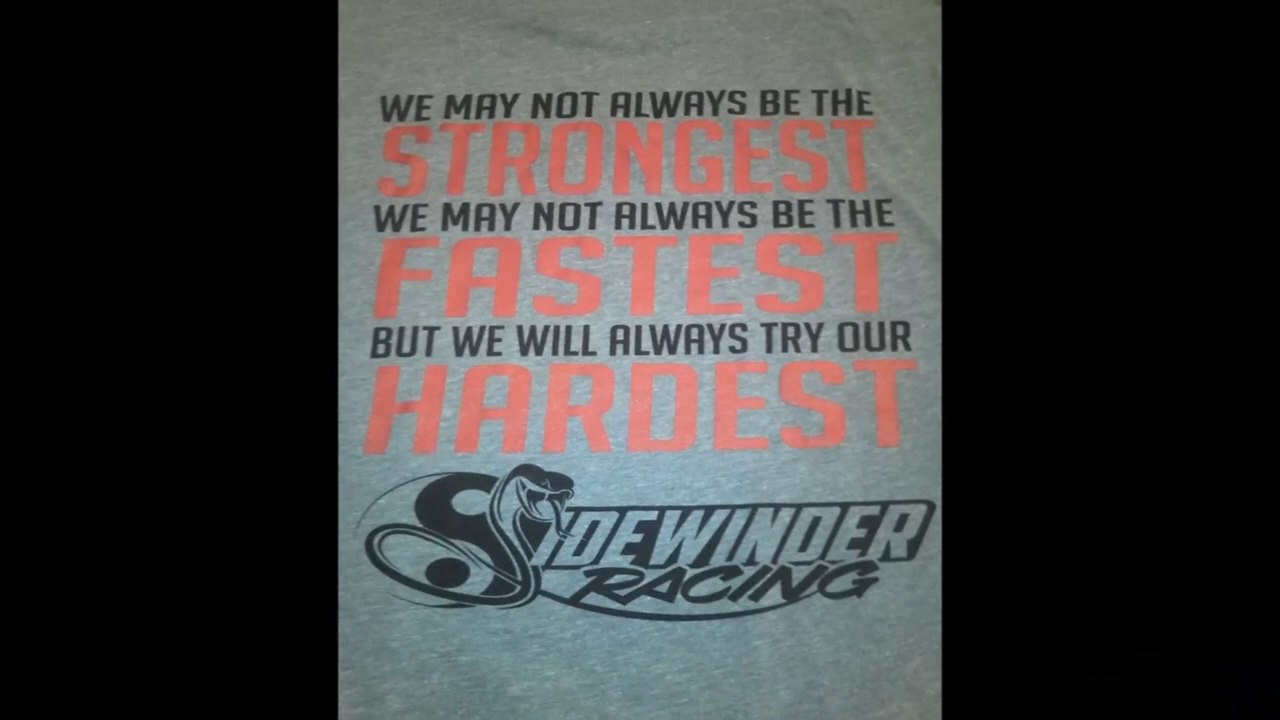 WE MAY NOT ALWAYS BE THE
STRONGEST
WE MAY NOT ALWAYS BE THE
FASTEST
BUT WE WILL ALWAYS TRY OUR
HARDEST
SIDEWINDER
RACING